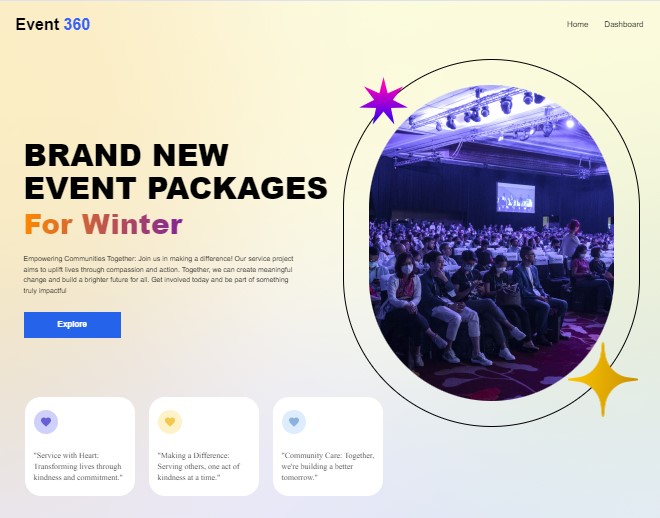 Event 360
Home Dashboard
BRAND NEW
EVENT PACKAGES
For Winter
Empowering Communities Together: Join us in making a difference! Our service project
aims to uplift lives through compassion and action. Together, we can create meaningful
change and build a brighter future for all. Get involved today and be part of something
truly impactful
Explore
"Service with Heart:
Transforming lives through
kindness and commitment."
"Making a Difference:
Serving others, one act of
kindness at a time."
"Community Care: Together,
we're building a better
tomorrow."